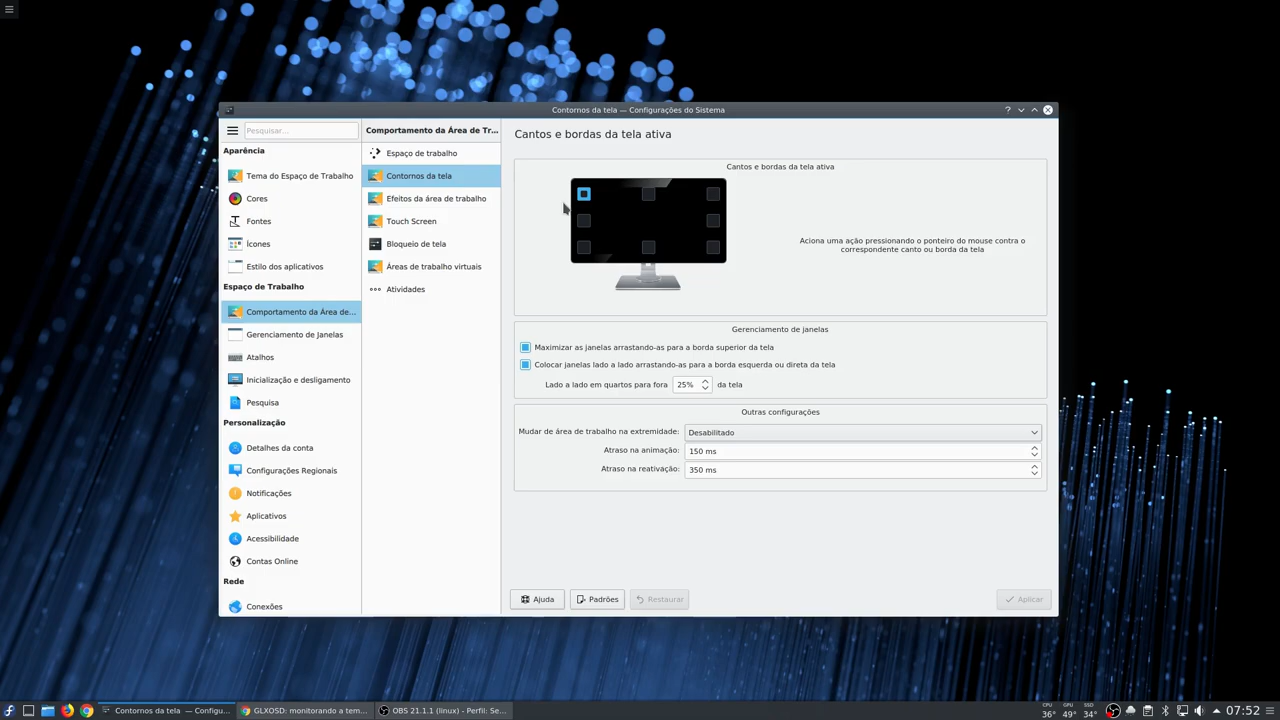 Contornos da tela — Configurações do Sistema
Pesquisar...
Aparência
Tema do Espaço de Trabalho
Cores
Fontes
Ícones
Estilo dos aplicativos
Espaço de Trabalho
Comportamento da Área de...
Gerenciamento de Janelas
Atalhos
Inicialização e desligamento
Pesquisa
Personalização
Detalhes da conta
Configurações Regionais
Notificações
Aplicativos
Acessibilidade
Contas Online
Rede
Conexões
Comportamento da Área de Tr...
Espaço de trabalho
Contornos da tela
Efeitos da área de trabalho
Touch Screen
Bloqueio de tela
Áreas de trabalho virtuais
Atividades
Cantos e bordas da tela ativa
Cantos e bordas da tela ativa
Aciona uma ação pressionando o ponteiro do mouse contra o
correspondente canto ou borda da tela
Gerenciamento de janelas
Maximizar as janelas arrastando-as para a borda superior da tela
Colocar janelas lado a lado arrastando-as para a borda esquerda ou direta da tela
Lado a lado em quartos para fora 25% da tela
Outras configurações
Mudar de área de trabalho na extremidade: Desabilitado
Atraso na animação: 150 ms
Atraso na reativação: 350 ms
Ajuda Padrões Restaurar Aplicar
Contornos da tela — Configu...
GLXOSD: monitorando a tem...
OBS 21.1.1 (linux) - Perfil: Se...
CPU GPU SSD
36° 49° 34°
07:52